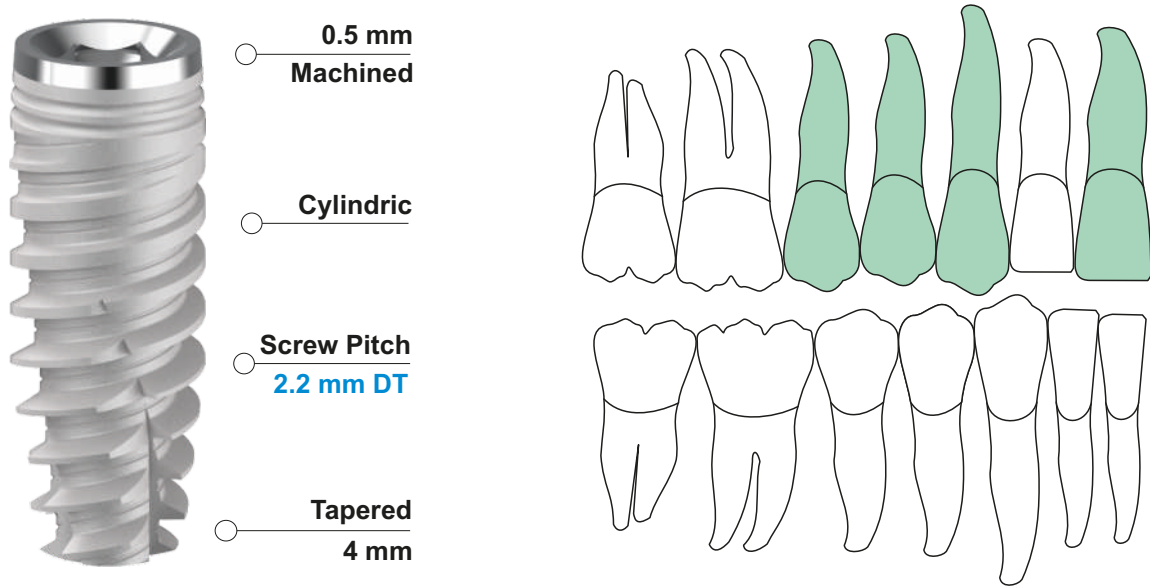 0.5 mm
Machined
Cylindric
Screw Pitch
2.2 mm DT
Tapered
4 mm